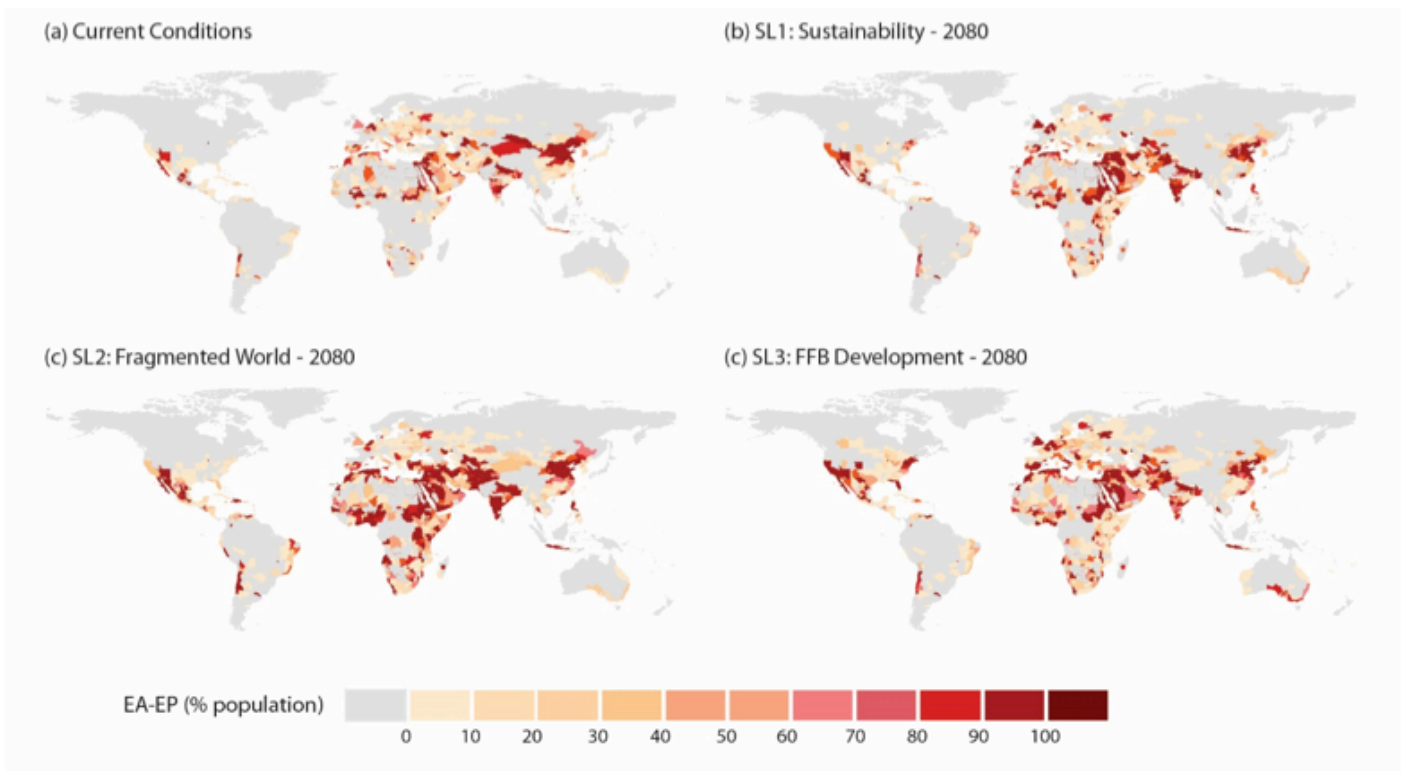 (a) Current Conditions
(b) SL1: Sustainability - 2080
(c) SL2: Fragmented World - 2080
(c) SL3: FFB Development - 2080
EA-EP (% population)
0 10 20 30 40 50 60 70 80 90 100